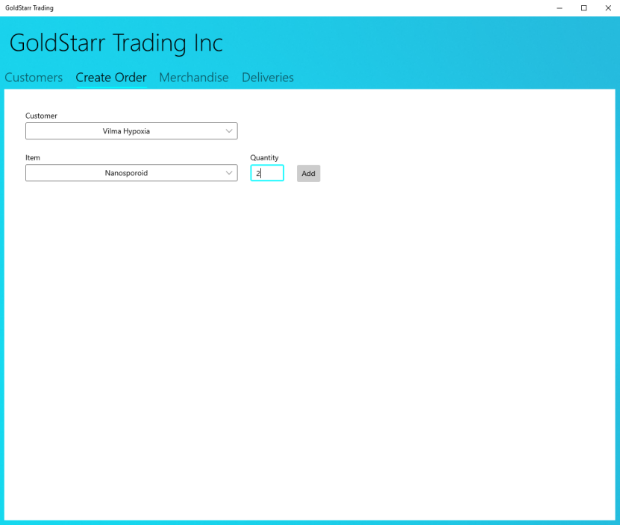 GoldStarr Trading
GoldStarr Trading Inc
Customers Create Order Merchandise Deliveries
Customer
Vilma Hypoxia
Item Quantity
Nanosporoid 2 Add